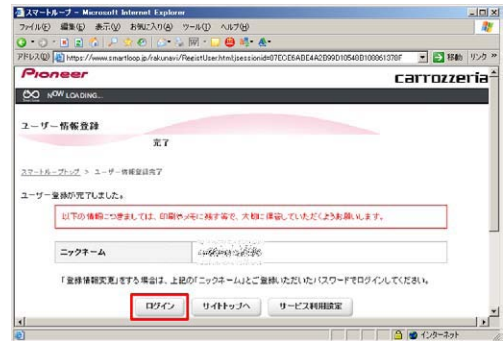 スマートループ - Microsoft Internet Explorer
ファイル(F) 編集(E) 表示(V) お気に入り(A) ツール(T) ヘルプ(H)
アドレス(D) 移動 リンク »
Pioneer carrozzeria
NOW LOADING...
ユーザー情報登録
完了
スマートループトップ > ユーザー情報登録完了
ユーザー登録が完了しました。
以下の情報につきましては、印刷やメモに残す等で、大切に保管していただくようお願いします。
ニックネーム
「登録情報変更」をする場合は、上記の「ニックネーム」とご登録いただいたパスワードでログインしてください。
ログイン サイトトップへ サービス利用設定
インターネット